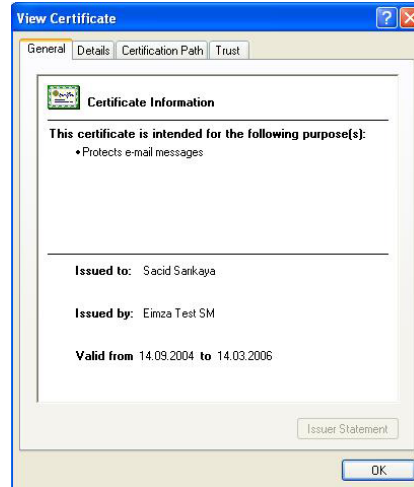 View Certificate
General Details Certification Path Trust
Certificate Information
This certificate is intended for the following purpose(s):
•Protects e-mail messages
Issued to: Sacid Sarıkaya
Issued by: Eimza Test SM
Valid from 14.09.2004 to 14.03.2006
Issuer Statement
OK